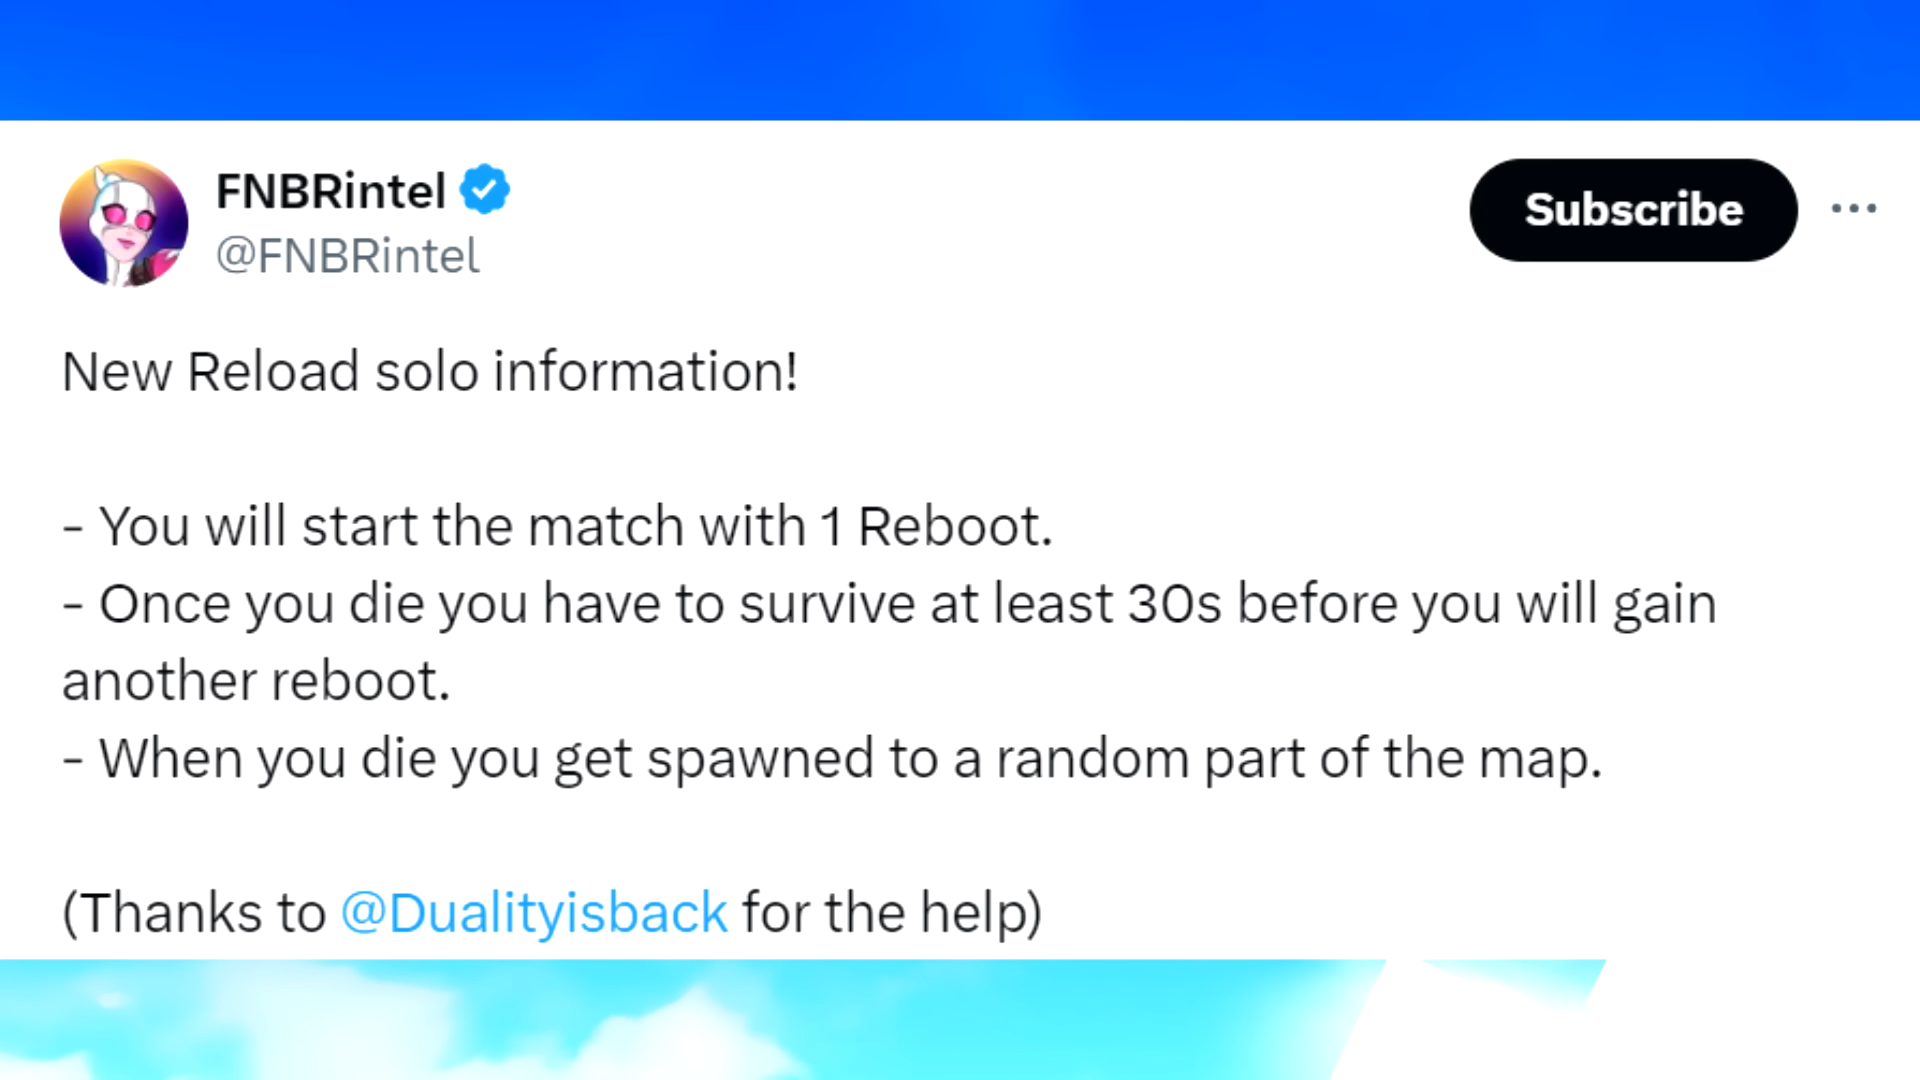 FNBRintel
@FNBRintel
Subscribe
New Reload solo information!
- You will start the match with 1 Reboot.
- Once you die you have to survive at least 30s before you will gain
another reboot.
- When you die you get spawned to a random part of the map.
(Thanks to @Dualityisback for the help)